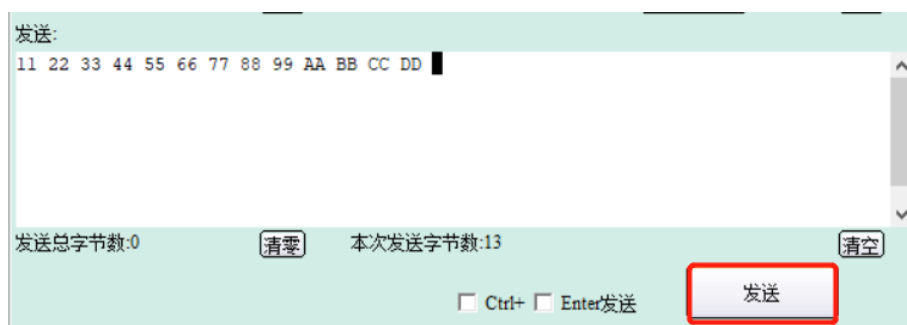 发送:
11 22 33 44 55 66 77 88 99 AA BB CC DD
发送总字节数:0 清零 本次发送字节数:13 清空
Ctrl+ Enter发送 发送